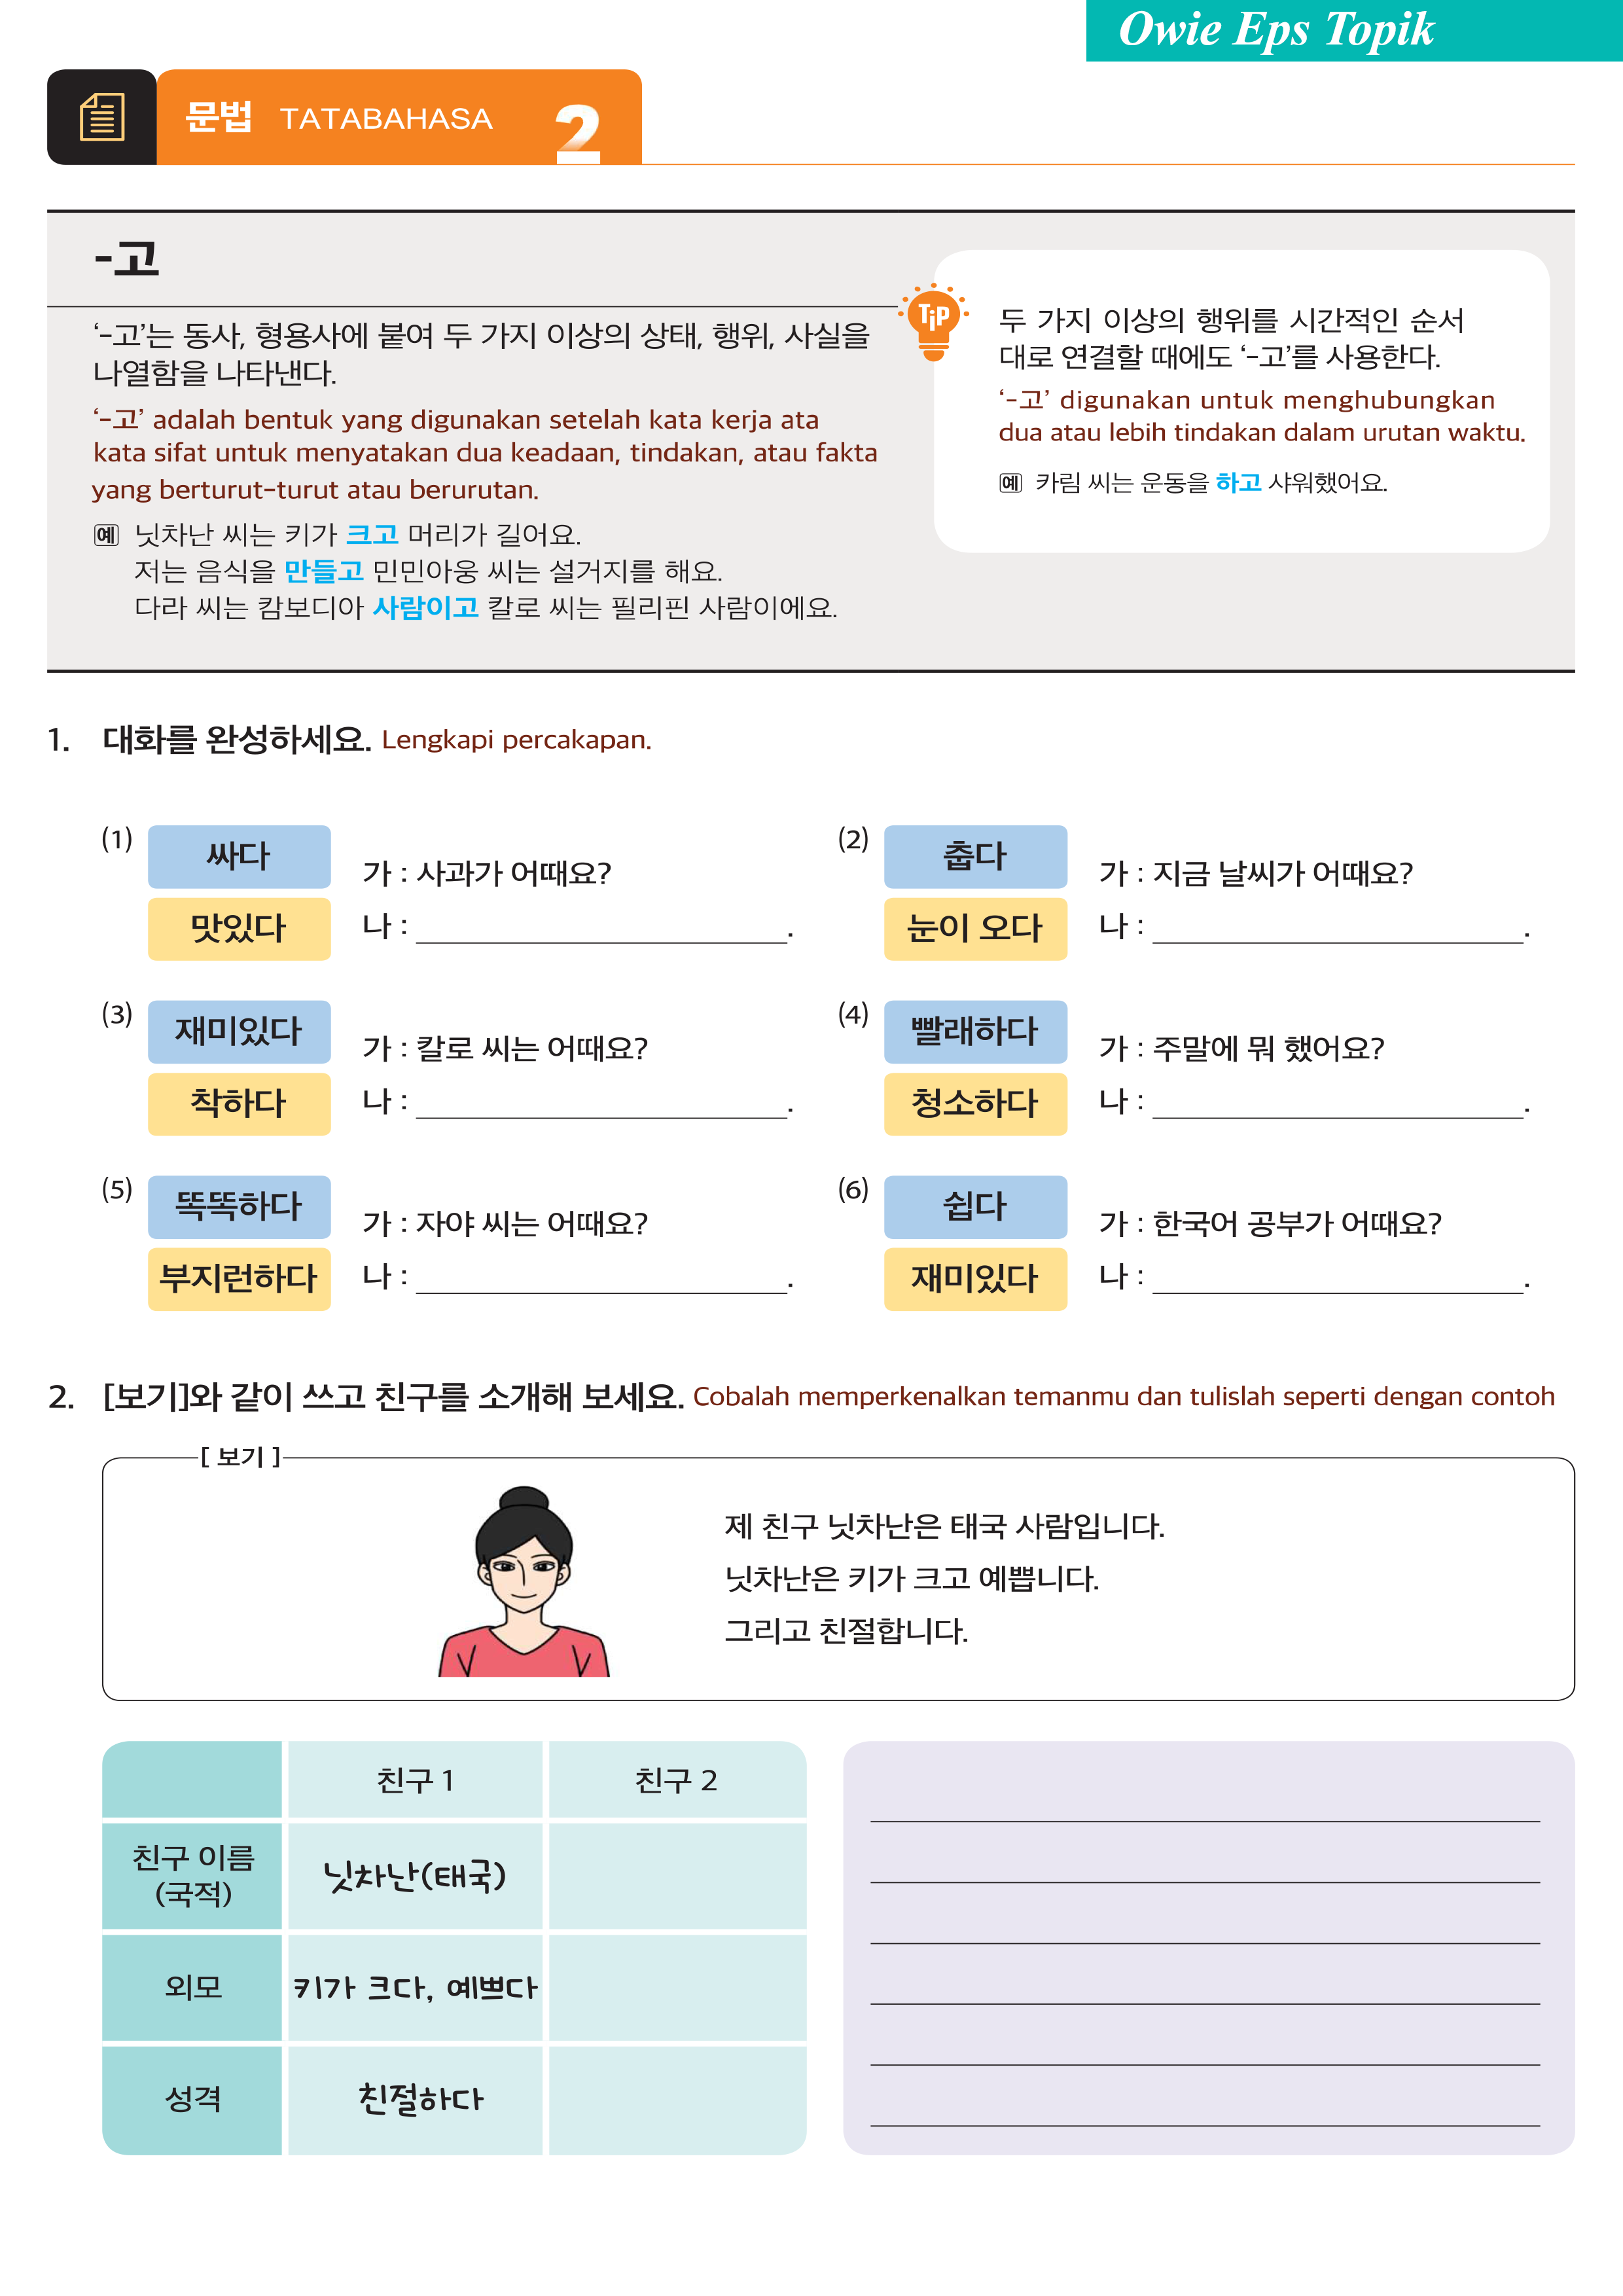 Owie Eps Topik
문법 TATABAHASA 2
-고
‘-고’는 동사, 형용사에 붙여 두 가지 이상의 상태, 행위, 사실을
나열함을 나타낸다.
‘-고’ adalah bentuk yang digunakan setelah kata kerja ata
kata sifat untuk menyatakan dua keadaan, tindakan, atau fakta
yang berturut-turut atau berurutan.
예 닛차난 씨는 키가 크고 머리가 길어요.
저는 음식을 만들고 민민아웅 씨는 설거지를 해요.
다라 씨는 캄보디아 사람이고 칼로 씨는 필리핀 사람이에요.
TiP
두 가지 이상의 행위를 시간적인 순서
대로 연결할 때에도 ‘-고’를 사용한다.
‘-고’ digunakan untuk menghubungkan
dua atau lebih tindakan dalam urutan waktu.
예 카림 씨는 운동을 하고 샤워했어요.
1. 대화를 완성하세요. Lengkapi percakapan.
(1) 싸다
맛있다
가 : 사과가 어때요?
나 : .
(2) 춥다
눈이 오다
가 : 지금 날씨가 어때요?
나 : .
(3) 재미있다
착하다
가 : 칼로 씨는 어때요?
나 : .
(4) 빨래하다
청소하다
가 : 주말에 뭐 했어요?
나 : .
(5) 똑똑하다
부지런하다
가 : 자야 씨는 어때요?
나 : .
(6) 쉽다
재미있다
가 : 한국어 공부가 어때요?
나 : .
2. [보기]와 같이 쓰고 친구를 소개해 보세요. Cobalah memperkenalkan temanmu dan tulislah seperti dengan contoh
[ 보기 ]
제 친구 닛차난은 태국 사람입니다.
닛차난은 키가 크고 예쁩니다.
그리고 친절합니다.
친구 1 친구 2
친구 이름
(국적)
닛차난(태국)
외모 키가 크다, 예쁘다
성격 친절하다